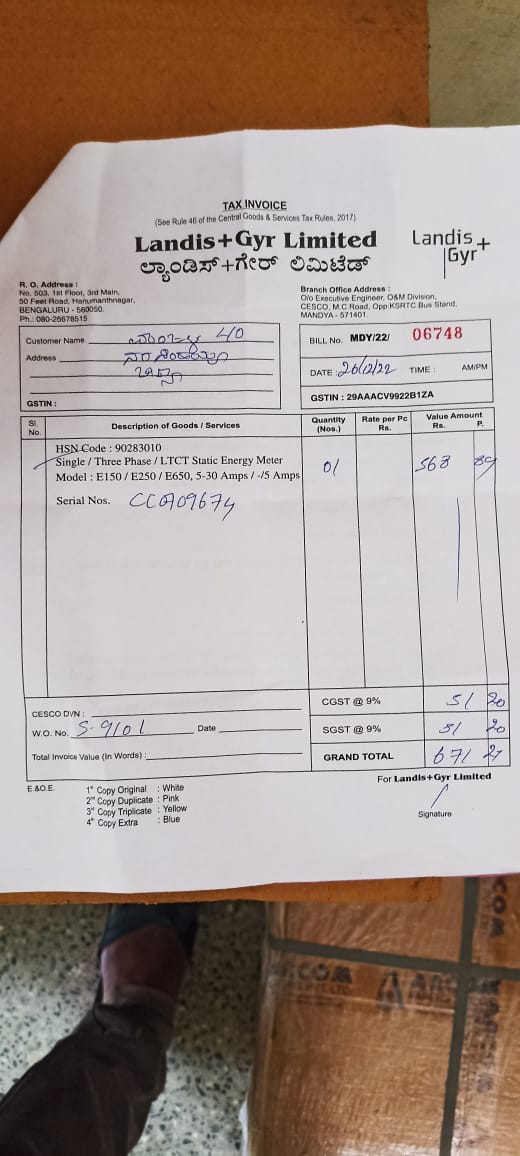 TAX INVOICE
(See Rule 46 of the Central Goods & Services Tax Rules, 2017)
Landis+Gyr Limited
ಲ್ಯಾಂಡಿಸ್+ಗೇರ್ ಲಿಮಿಟೆಡ್
Landis+
Gyr
R. O. Address :
No. 503, 1st Floor, 3rd Main,
50 Feet Road, Hanumanthnagar,
BENGALURU - 560050.
Ph.: 080-26678515
Branch Office Address :
O/o Executive Engineer, O&M Division,
CESCO, M.C.Road, Opp:KSRTC Bus Stand,
MANDYA - 571401.
Customer Name
Address
GSTIN :
BILL No. MDY/22/ 06748
DATE : 26/12/22 TIME : AM/PM
GSTIN : 29AAACV9922B1ZA
Sl. No. Description of Goods / Services Quantity (Nos.) Rate per Pc Rs. Value Amount Rs. P.
HSN Code : 90283010
Single / Three Phase / LTCT Static Energy Meter 01 568 89
Model : E150 / E250 / E650, 5-30 Amps / -/5 Amps
Serial Nos.
CESCO DVN :
W.O. No. S-9101 Date
Total Invoice Value (In Words) :
CGST @ 9% 51 20
SGST @ 9% 51 20
GRAND TOTAL 671 27
E.&O.E.
1st Copy Original : White
2nd Copy Duplicate : Pink
3rd Copy Triplicate : Yellow
4th Copy Extra : Blue
For Landis+Gyr Limited
Signature